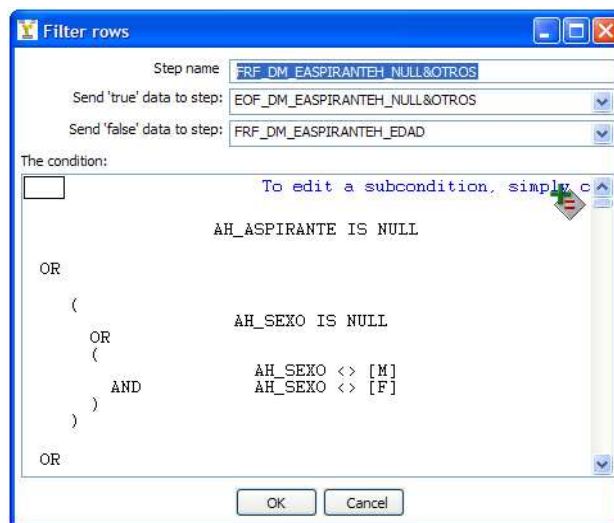 Filter rows
Step name FRF_DM_EASPIRANTEH_NULL&OTROS
Send 'true' data to step: EOF_DM_EASPIRANTEH_NULL&OTROS
Send 'false' data to step: FRF_DM_EASPIRANTEH_EDAD
The condition:
To edit a subcondition, simply c
AH_ASPIRANTE IS NULL
OR
(
AH_SEXO IS NULL
OR
(
AH_SEXO <> [M]
AND AH_SEXO <> [F]
)
)
OR
OK Cancel